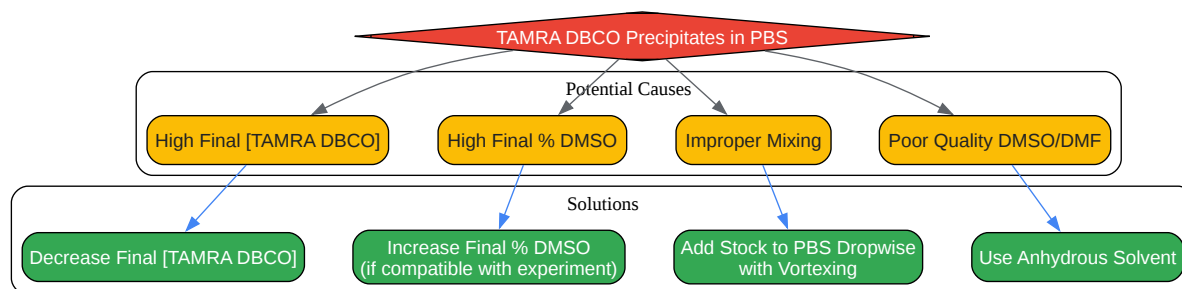 TAMRA DBCO Precipitates in PBS
Potential Causes
High Final [TAMRA DBCO]
High Final % DMSO
Improper Mixing
Poor Quality DMSO/DMF
Solutions
Decrease Final [TAMRA DBCO]
Increase Final % DMSO
(if compatible with experiment)
Add Stock to PBS Dropwise
with Vortexing
Use Anhydrous Solvent